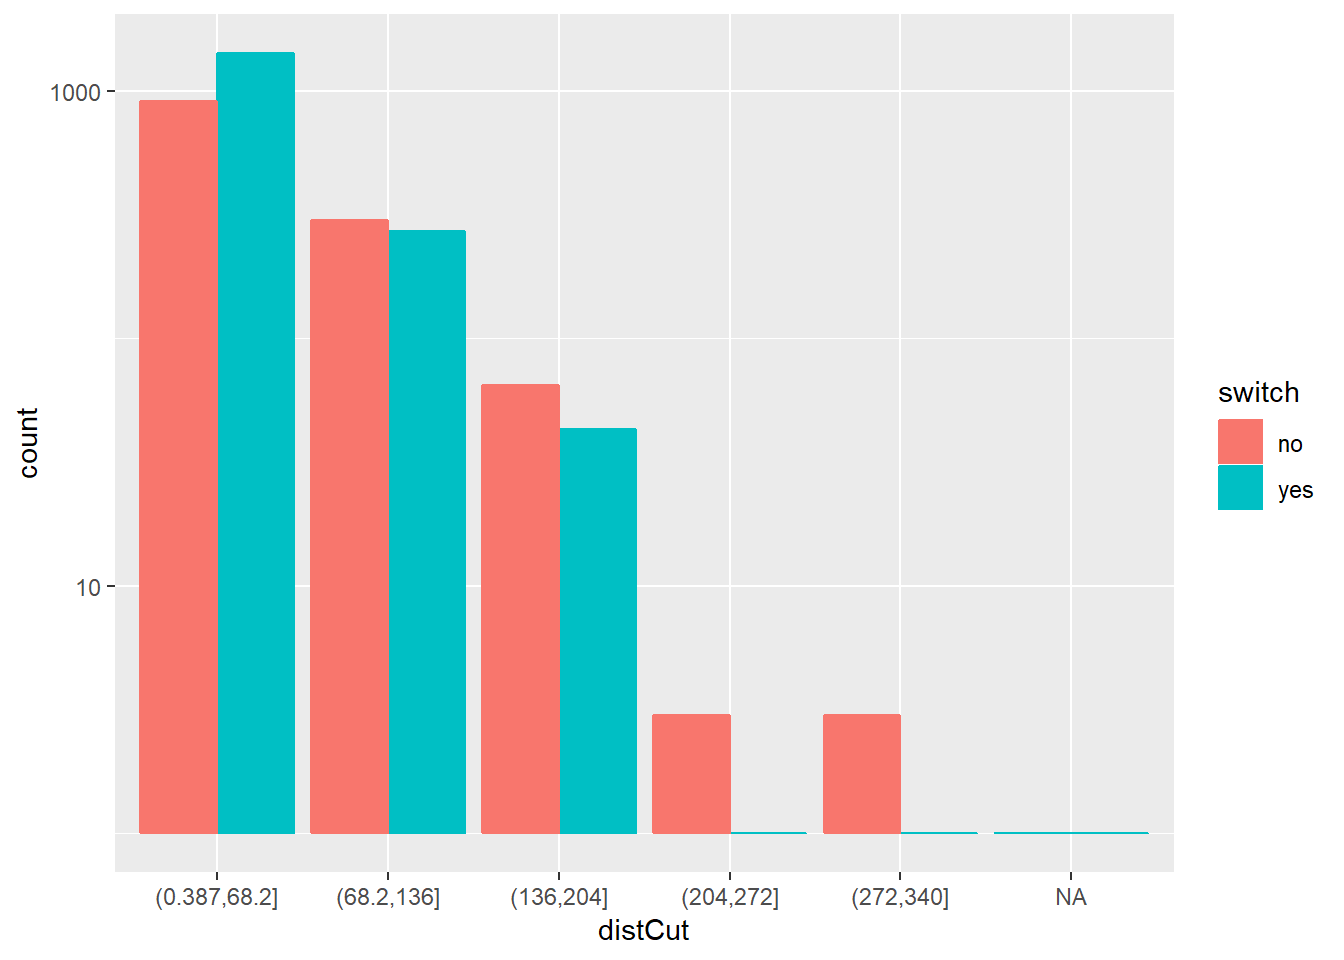 1000
10
count
(0.387,68.2]
(68.2,136]
(136,204]
(204,272]
(272,340]
NA
distCut
switch
no
yes